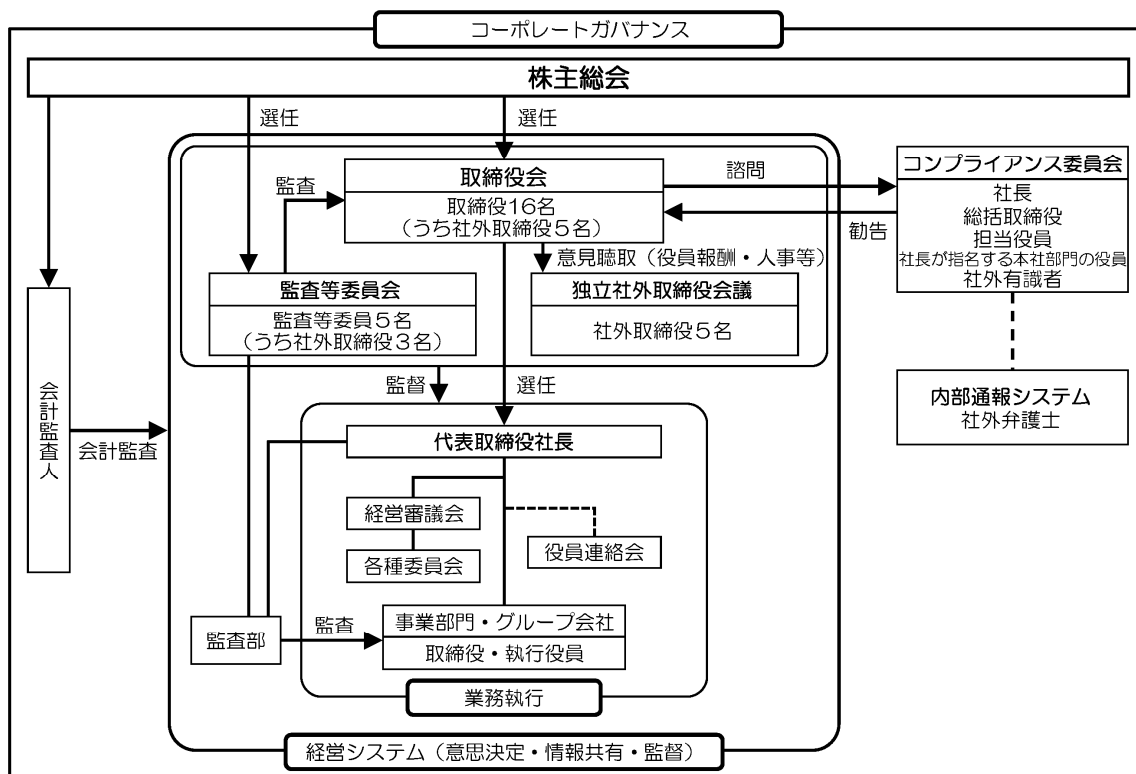 コーポレートガバナンス
株主総会
選任
選任
取締役会
取締役16名
（うち社外取締役5名）
監査
諮問
勧告
コンプライアンス委員会
社長
総括取締役
担当役員
社長が指名する本社部門の役員
社外有識者
意見聴取（役員報酬・人事等）
監査等委員会
監査等委員5名
（うち社外取締役3名）
独立社外取締役会議
社外取締役5名
監督
選任
内部通報システム
社外弁護士
会計監査人
会計監査
代表取締役社長
経営審議会
各種委員会
役員連絡会
監査部
監査
事業部門・グループ会社
取締役・執行役員
業務執行
経営システム（意思決定・情報共有・監督）